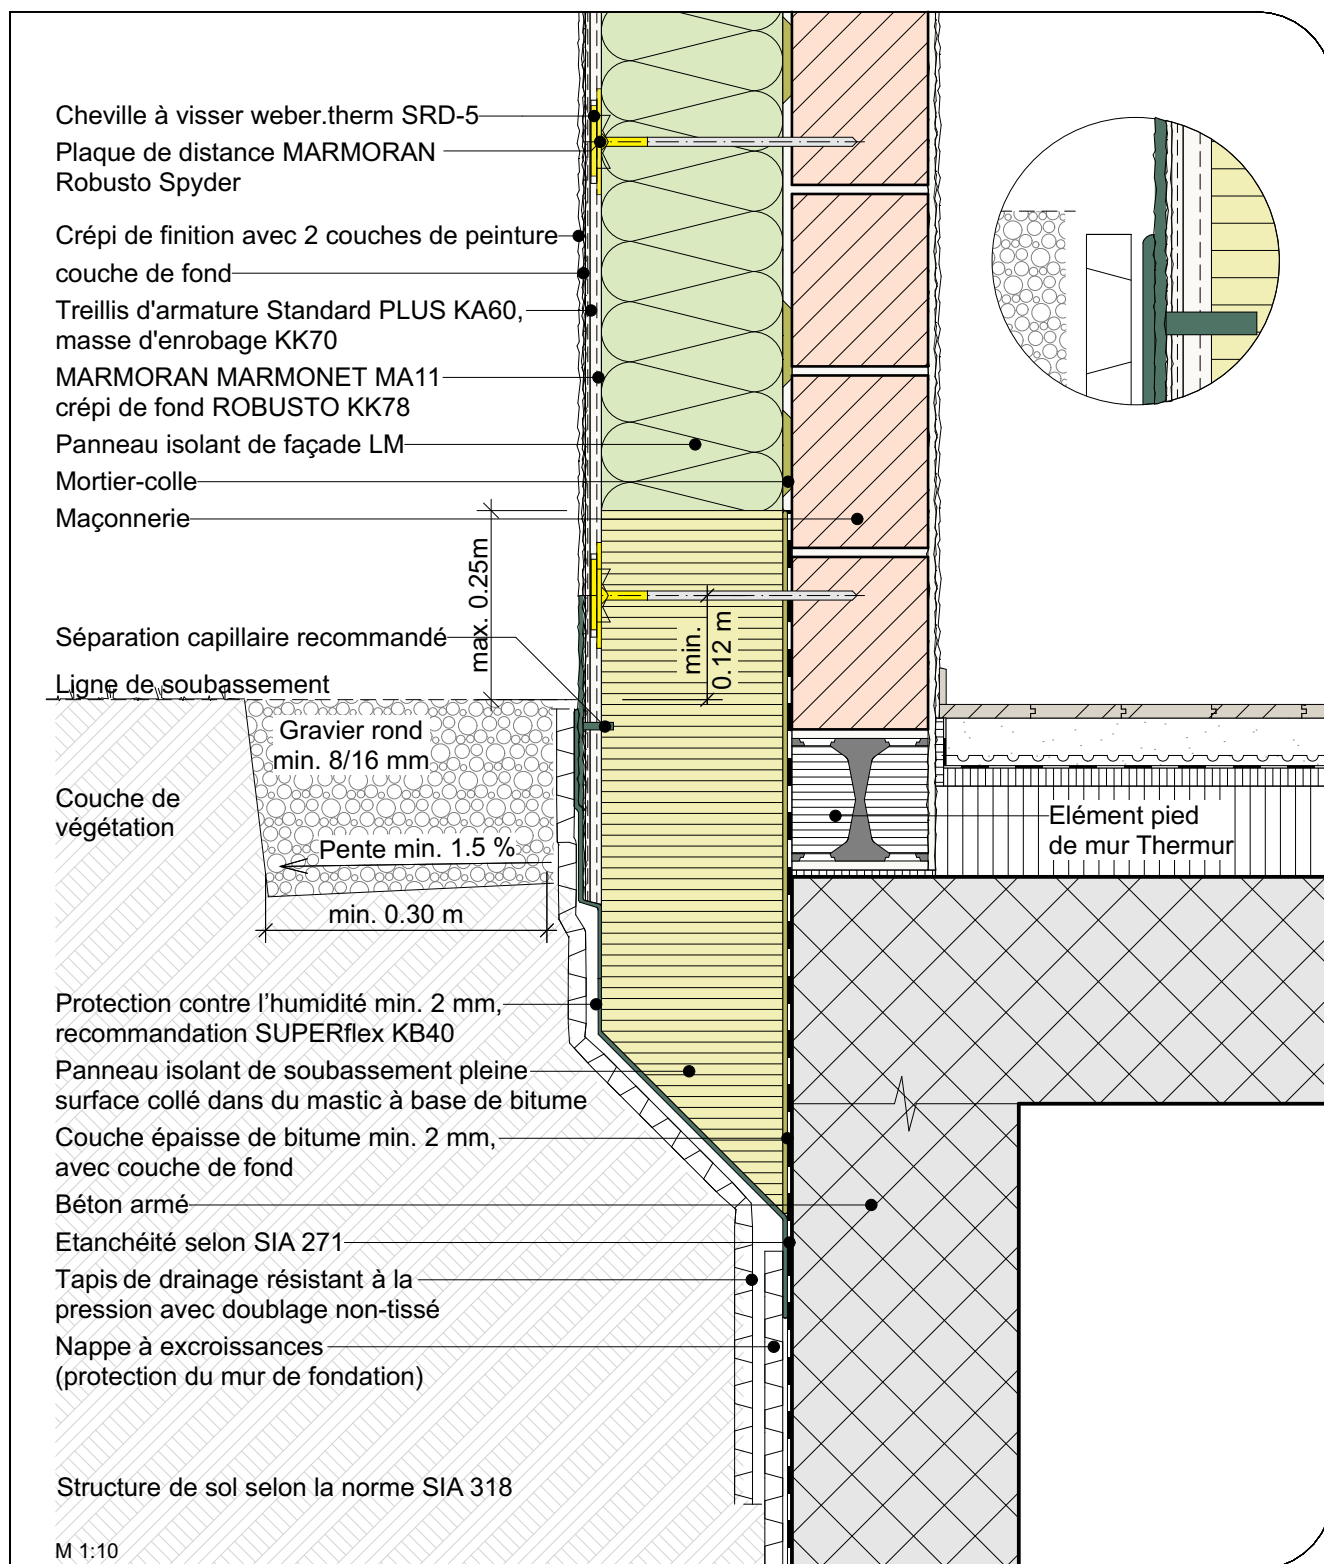 Cheville à visser weber.therm SRD-5
Plaque de distance MARMORAN
Robusto Spyder
Crépi de finition avec 2 couches de peinture
couche de fond
Treillis d'armature Standard PLUS KA60,
masse d'enrobage KK70
MARMORAN MARMONET MA11
crépi de fond ROBUSTO KK78
Panneau isolant de façade LM
Mortier-colle
Maçonnerie
max. 0.25m
min.
0.12 m
Séparation capillaire recommandé
Ligne de soubassement
Gravier rond
min. 8/16 mm
Couche de
végétation
Pente min. 1.5 %
min. 0.30 m
Elément pied
de mur Thermur
Protection contre l’humidité min. 2 mm,
recommandation SUPERflex KB40
Panneau isolant de soubassement pleine
surface collé dans du mastic à base de bitume
Couche épaisse de bitume min. 2 mm,
avec couche de fond
Béton armé
Etanchéité selon SIA 271
Tapis de drainage résistant à la
pression avec doublage non-tissé
Nappe à excroissances
(protection du mur de fondation)
Structure de sol selon la norme SIA 318
M 1:10